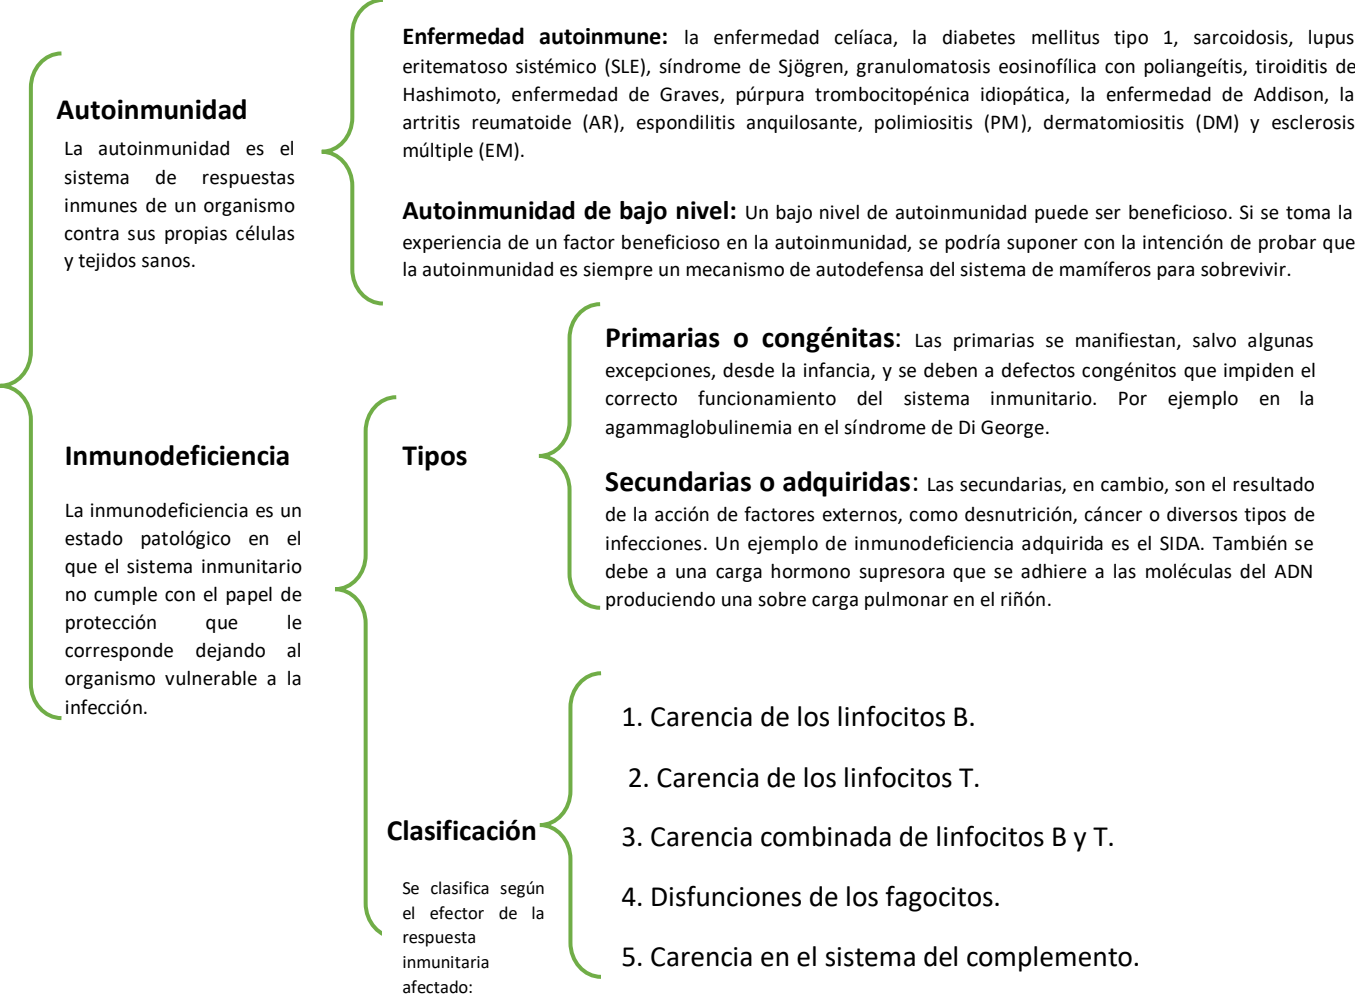 Autoinmunidad
La autoinmunidad es el
sistema de respuestas
inmunes de un organismo
contra sus propias células
y tejidos sanos.
Enfermedad autoinmune: la enfermedad celíaca, la diabetes mellitus tipo 1, sarcoidosis, lupus
eritematoso sistémico (SLE), síndrome de Sjögren, granulomatosis eosinofílica con poliangeítis, tiroiditis de
Hashimoto, enfermedad de Graves, púrpura trombocitopénica idiopática, la enfermedad de Addison, la
artritis reumatoide (AR), espondilitis anquilosante, polimiositis (PM), dermatomiositis (DM) y esclerosis
múltiple (EM).
Autoinmunidad de bajo nivel: Un bajo nivel de autoinmunidad puede ser beneficioso. Si se toma la
experiencia de un factor beneficioso en la autoinmunidad, se podría suponer con la intención de probar que
la autoinmunidad es siempre un mecanismo de autodefensa del sistema de mamíferos para sobrevivir.
Inmunodeficiencia
La inmunodeficiencia es un
estado patológico en el
que el sistema inmunitario
no cumple con el papel de
protección que le
corresponde dejando al
organismo vulnerable a la
infección.
Tipos
Primarias o congénitas: Las primarias se manifiestan, salvo algunas
excepciones, desde la infancia, y se deben a defectos congénitos que impiden el
correcto funcionamiento del sistema inmunitario. Por ejemplo en la
agammaglobulinemia en el síndrome de Di George.
Secundarias o adquiridas: Las secundarias, en cambio, son el resultado
de la acción de factores externos, como desnutrición, cáncer o diversos tipos de
infecciones. Un ejemplo de inmunodeficiencia adquirida es el SIDA. También se
debe a una carga hormono supresora que se adhiere a las moléculas del ADN
produciendo una sobre carga pulmonar en el riñón.
Clasificación
Se clasifica según
el efector de la
respuesta
inmunitaria
afectado:
1. Carencia de los linfocitos B.
2. Carencia de los linfocitos T.
3. Carencia combinada de linfocitos B y T.
4. Disfunciones de los fagocitos.
5. Carencia en el sistema del complemento.